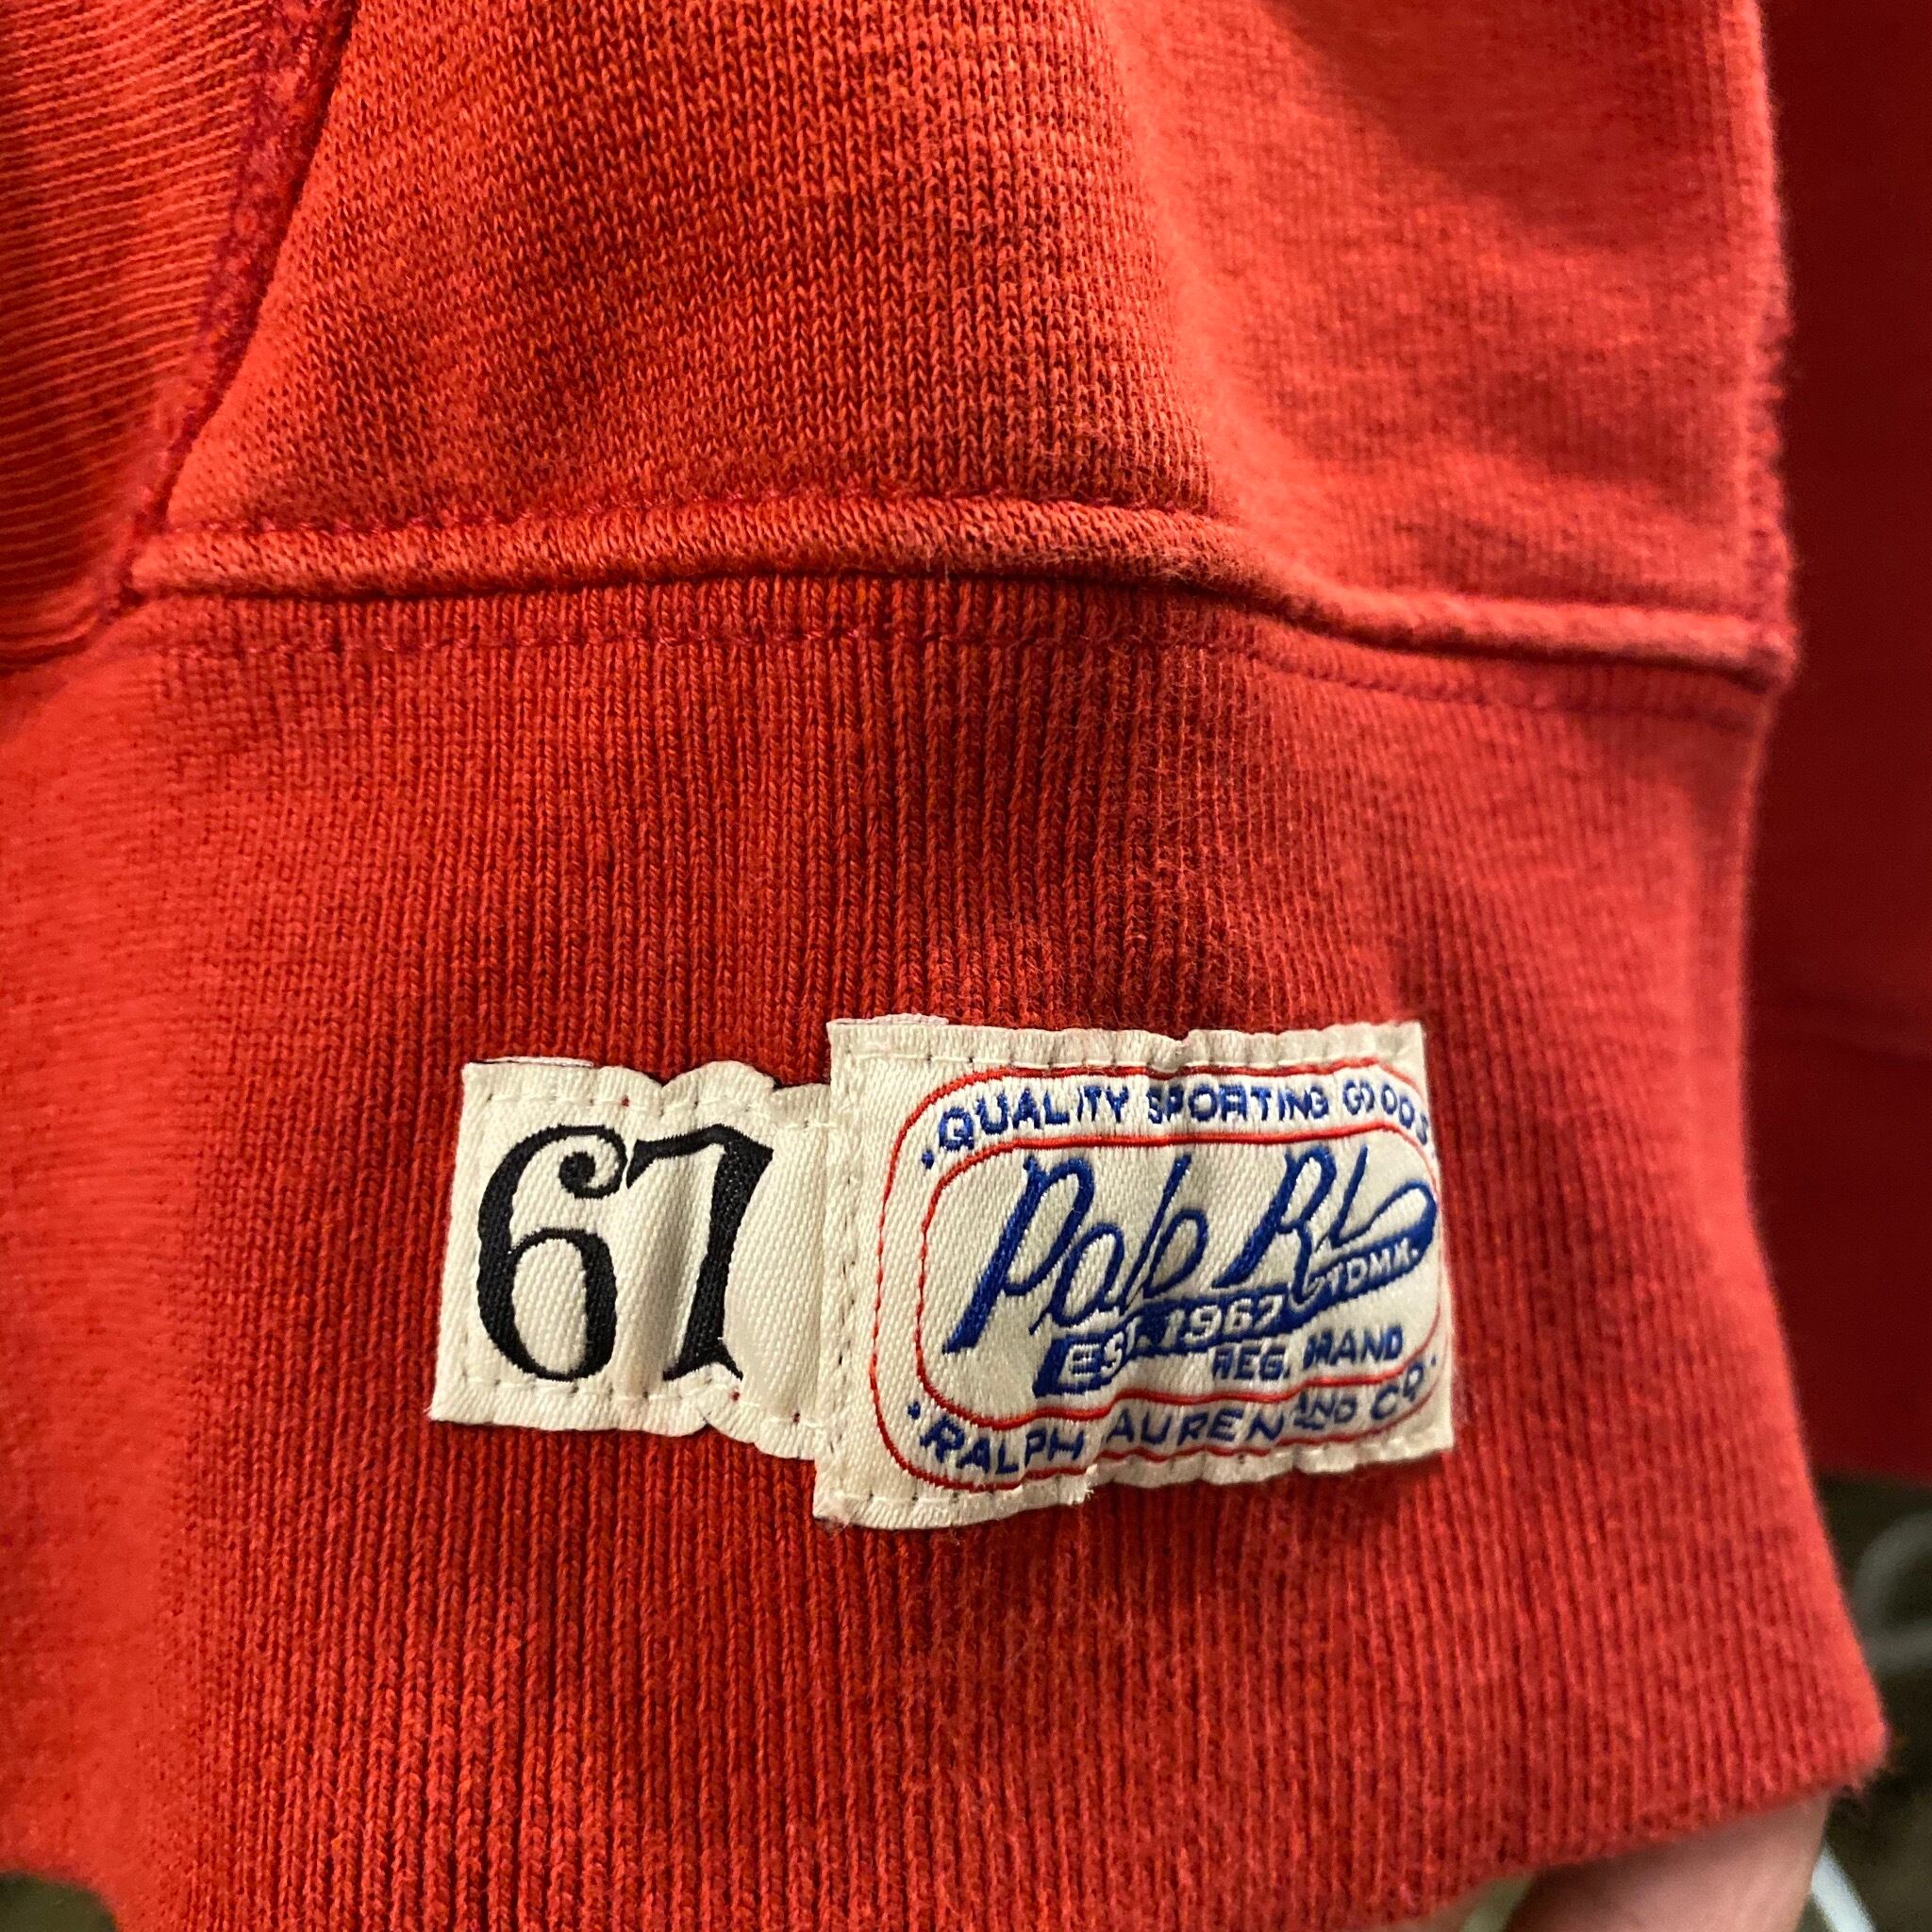 67
·QUALITY SPORTING GOODS
Polo RL
TDMK.
EST. 1967
REG. BRAND
·RALPH LAUREN AND CO·